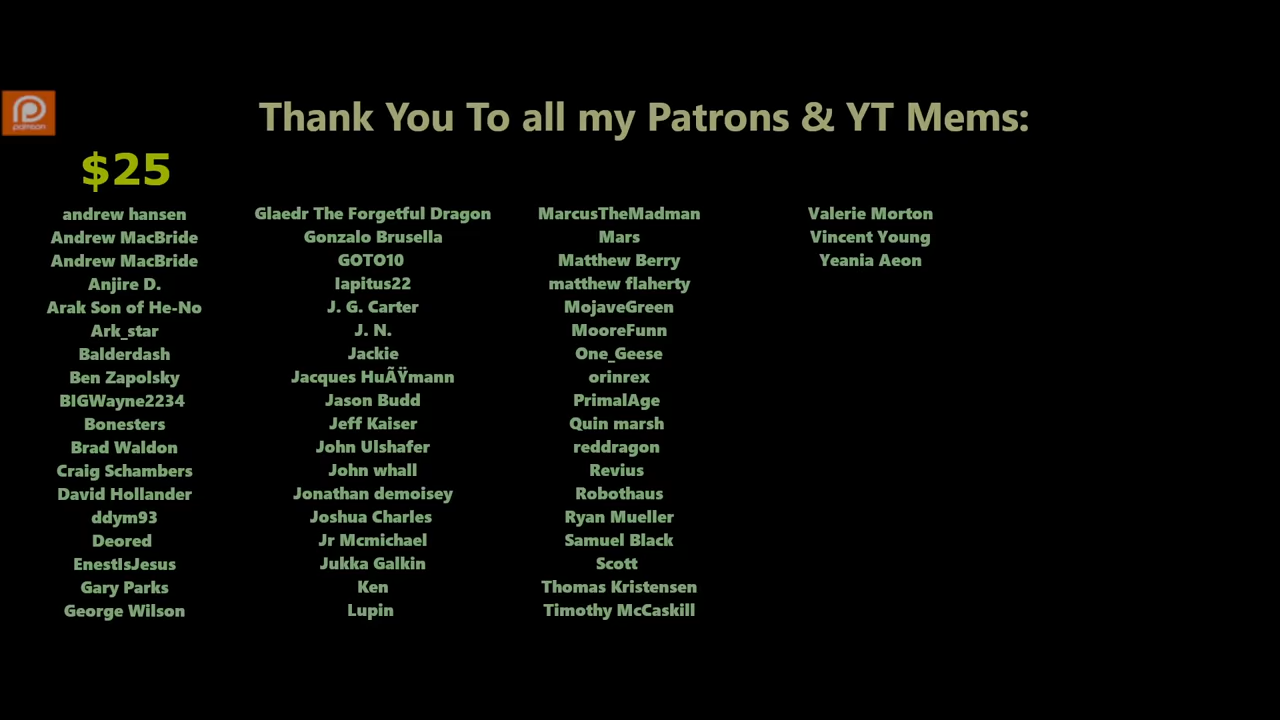 patreon
Thank You To all my Patrons & YT Mems:
$25
andrew hansen
Andrew MacBride
Andrew MacBride
Anjire D.
Arak Son of He-No
Ark_star
Balderdash
Ben Zapolsky
BIGWayne2234
Bonesters
Brad Waldon
Craig Schambers
David Hollander
ddym93
Deored
EnestIsJesus
Gary Parks
George Wilson
Glaedr The Forgetful Dragon
Gonzalo Brusella
GOTO10
Iapitus22
J. G. Carter
J. N.
Jackie
Jacques HuÃŸmann
Jason Budd
Jeff Kaiser
John Ulshafer
John whall
Jonathan demoisey
Joshua Charles
Jr Mcmichael
Jukka Galkin
Ken
Lupin
MarcusTheMadman
Mars
Matthew Berry
matthew flaherty
MojaveGreen
MooreFunn
One_Geese
orinrex
PrimalAge
Quin marsh
reddragon
Revius
Robothaus
Ryan Mueller
Samuel Black
Scott
Thomas Kristensen
Timothy McCaskill
Valerie Morton
Vincent Young
Yeania Aeon